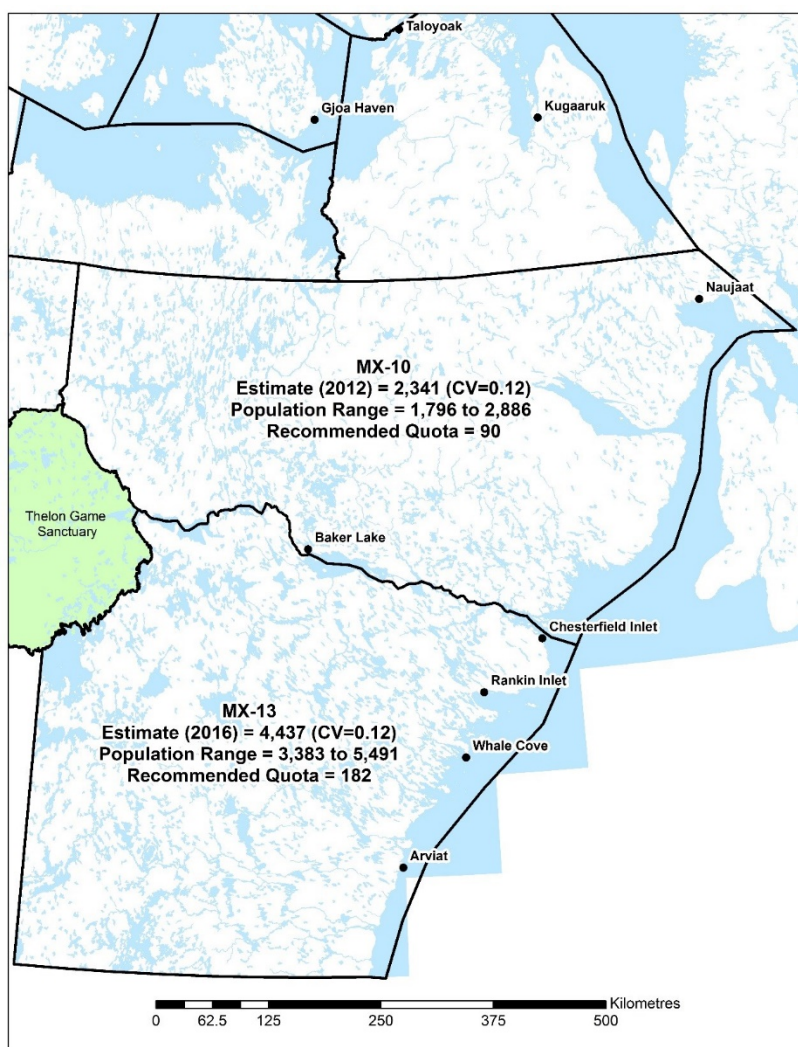 Taloyoak
Gjoa Haven
Kugaaruk
Naujaat
MX-10
Estimate (2012) = 2,341 (CV=0.12)
Population Range = 1,796 to 2,886
Recommended Quota = 90
Thelon Game
Sanctuary
Baker Lake
Chesterfield Inlet
Rankin Inlet
MX-13
Estimate (2016) = 4,437 (CV=0.12)
Population Range = 3,383 to 5,491
Recommended Quota = 182
Whale Cove
Arviat
Kilometres
0 62.5 125 250 375 500